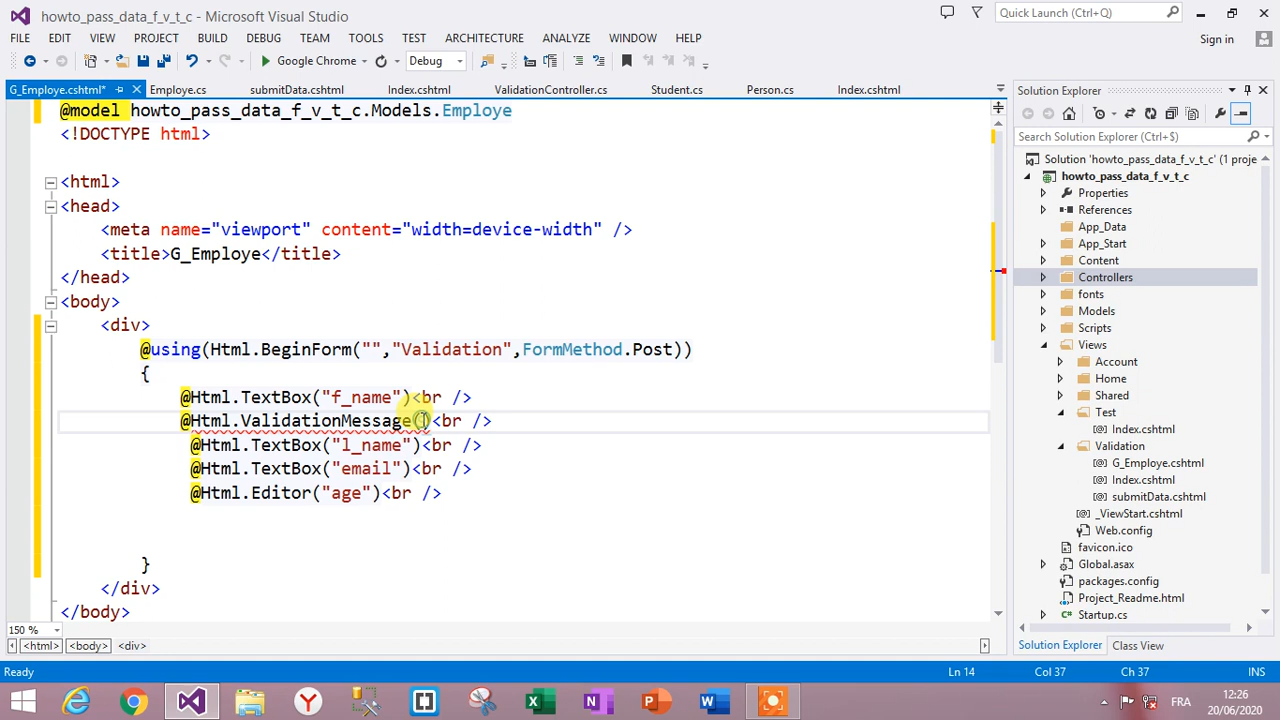 howto_pass_data_f_v_t_c - Microsoft Visual Studio
Quick Launch (Ctrl+Q)
FILE EDIT VIEW PROJECT BUILD DEBUG TEAM TOOLS TEST ARCHITECTURE ANALYZE WINDOW HELP
Sign in
Google Chrome Debug
G_Employe.cshtml* Employe.cs submitData.cshtml Index.cshtml ValidationController.cs Student.cs Person.cs Index.cshtml
@model howto_pass_data_f_v_t_c.Models.Employe
<!DOCTYPE html>
<html>
<head>
<meta name="viewport" content="width=device-width" />
<title>G_Employe</title>
</head>
<body>
<div>
@using(Html.BeginForm("","Validation",FormMethod.Post))
{
@Html.TextBox("f_name")<br />
@Html.ValidationMessage()<br />
@Html.TextBox("l_name")<br />
@Html.TextBox("email")<br />
@Html.Editor("age")<br />
}
</div>
</body>
150 %
<html> <body> <div>
Solution Explorer
Search Solution Explorer (Ctrl+$)
Solution 'howto_pass_data_f_v_t_c' (1 proje
howto_pass_data_f_v_t_c
Properties
References
App_Data
App_Start
Content
Controllers
fonts
Models
Scripts
Views
Account
Home
Shared
Test
Index.cshtml
Validation
G_Employe.cshtml
Index.cshtml
submitData.cshtml
_ViewStart.cshtml
Web.config
favicon.ico
Global.asax
packages.config
Project_Readme.html
Startup.cs
Solution Explorer Class View
Ready Ln 14 Col 37 Ch 37 INS
FRA
12:26
20/06/2020